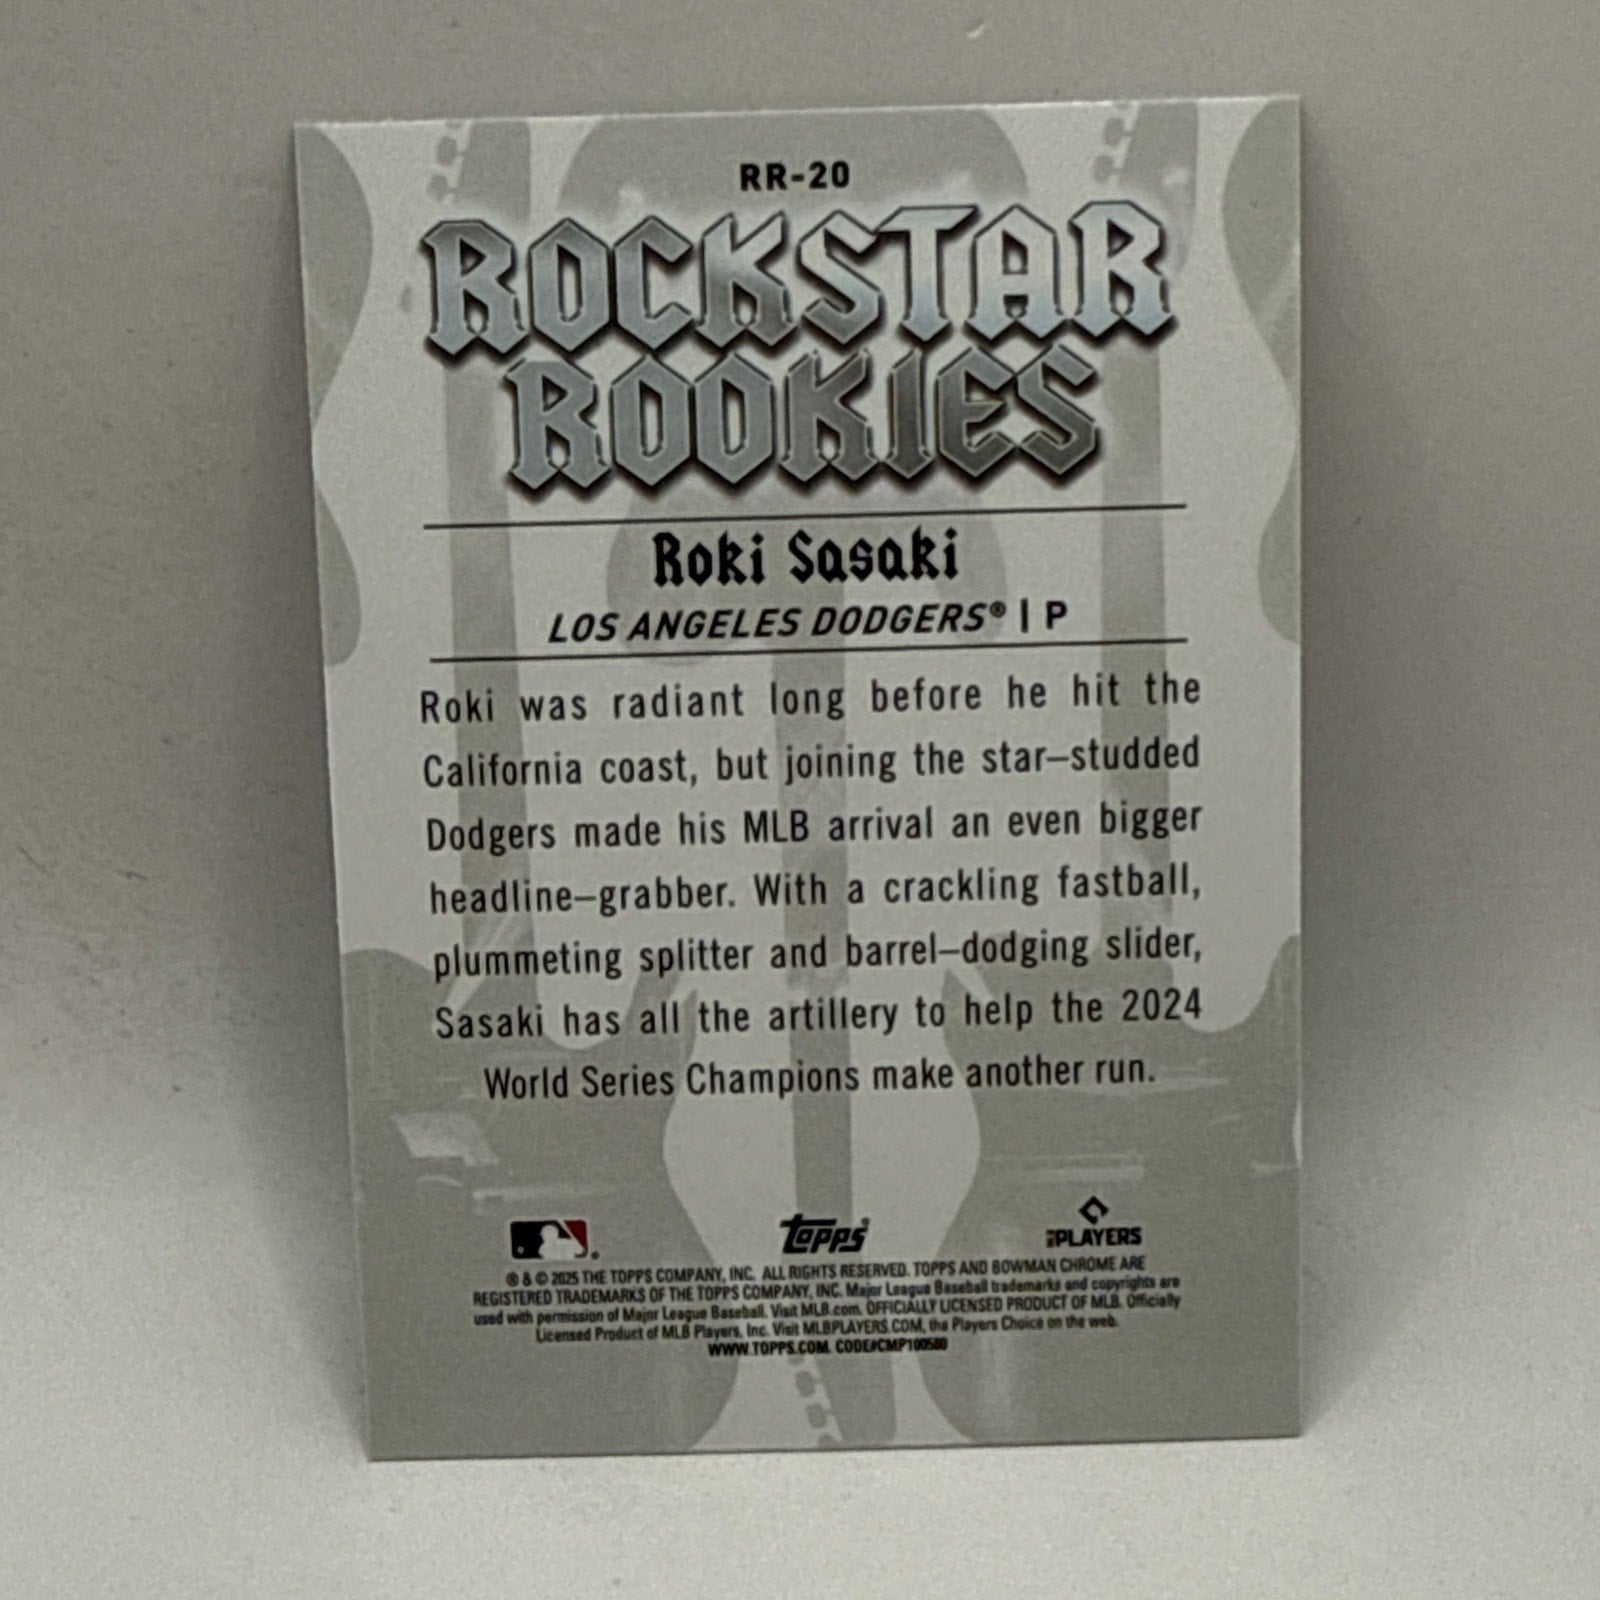 RR-20
ROCKSTAR
ROOKIES
Roki Sasaki
LOS ANGELES DODGERS® | P
Roki was radiant long before he hit the
California coast, but joining the star–studded
Dodgers made his MLB arrival an even bigger
headline–grabber. With a crackling fastball,
plummeting splitter and barrel–dodging slider,
Sasaki has all the artillery to help the 2024
World Series Champions make another run.
topps PLAYERS
® & © 2025 THE TOPPS COMPANY, INC. ALL RIGHTS RESERVED. TOPPS AND BOWMAN CHROME ARE
REGISTERED TRADEMARKS OF THE TOPPS COMPANY, INC. Major League Baseball trademarks and copyrights are
used with permission of Major League Baseball. Visit MLB.com. OFFICIALLY LICENSED PRODUCT OF MLB. Officially
Licensed Product of MLB Players, Inc. Visit MLBPLAYERS.COM, the Players Choice on the web.
WWW.TOPPS.COM. CODE#CMP100580